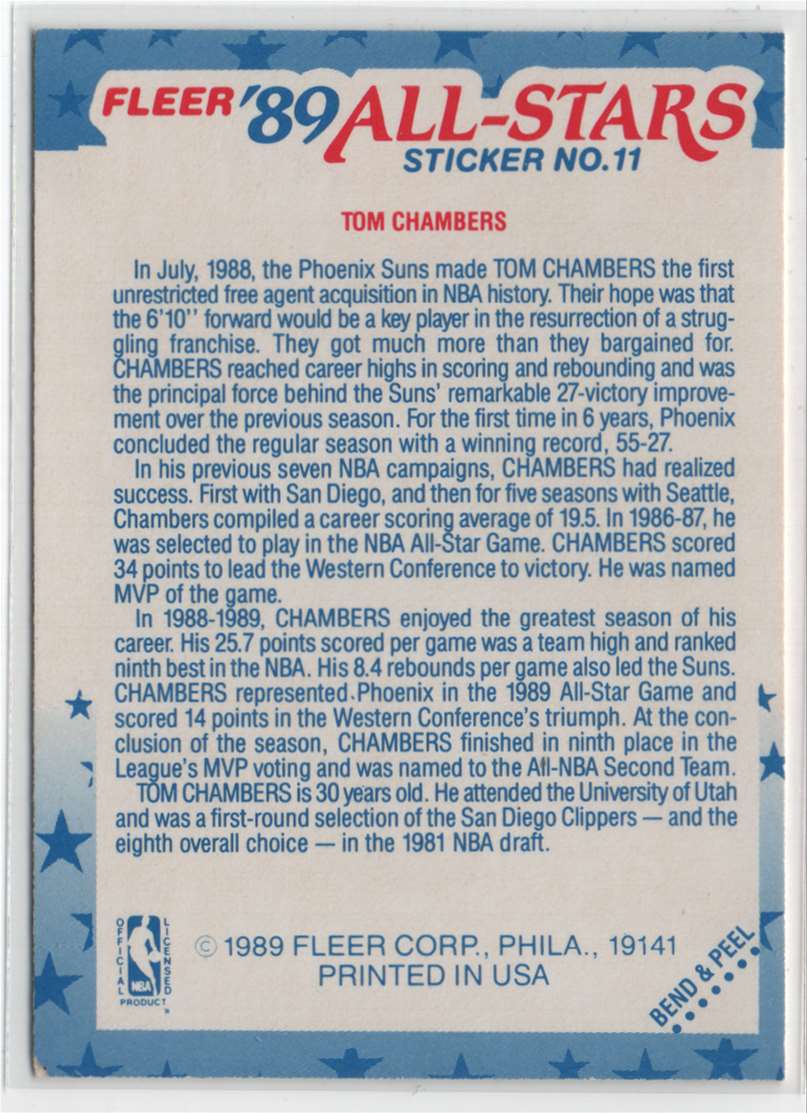 FLEER '89 ALL-STARS
STICKER NO.11
TOM CHAMBERS
In July, 1988, the Phoenix Suns made TOM CHAMBERS the first
unrestricted free agent acquisition in NBA history. Their hope was that
the 6'10'' forward would be a key player in the resurrection of a strug-
gling franchise. They got much more than they bargained for.
CHAMBERS reached career highs in scoring and rebounding and was
the principal force behind the Suns' remarkable 27-victory improve-
ment over the previous season. For the first time in 6 years, Phoenix
concluded the regular season with a winning record, 55-27.
In his previous seven NBA campaigns, CHAMBERS had realized
success. First with San Diego, and then for five seasons with Seattle,
Chambers compiled a career scoring average of 19.5. In 1986-87, he
was selected to play in the NBA All-Star Game. CHAMBERS scored
34 points to lead the Western Conference to victory. He was named
MVP of the game.
In 1988-1989, CHAMBERS enjoyed the greatest season of his
career. His 25.7 points scored per game was a team high and ranked
ninth best in the NBA. His 8.4 rebounds per game also led the Suns.
CHAMBERS represented Phoenix in the 1989 All-Star Game and
scored 14 points in the Western Conference's triumph. At the con-
clusion of the season, CHAMBERS finished in ninth place in the
League's MVP voting and was named to the All-NBA Second Team.
TOM CHAMBERS is 30 years old. He attended the University of Utah
and was a first-round selection of the San Diego Clippers — and the
eighth overall choice — in the 1981 NBA draft.
OFFICIAL
NBA
LICENSED
PRODUCT
© 1989 FLEER CORP., PHILA., 19141
PRINTED IN USA
BEND & PEEL